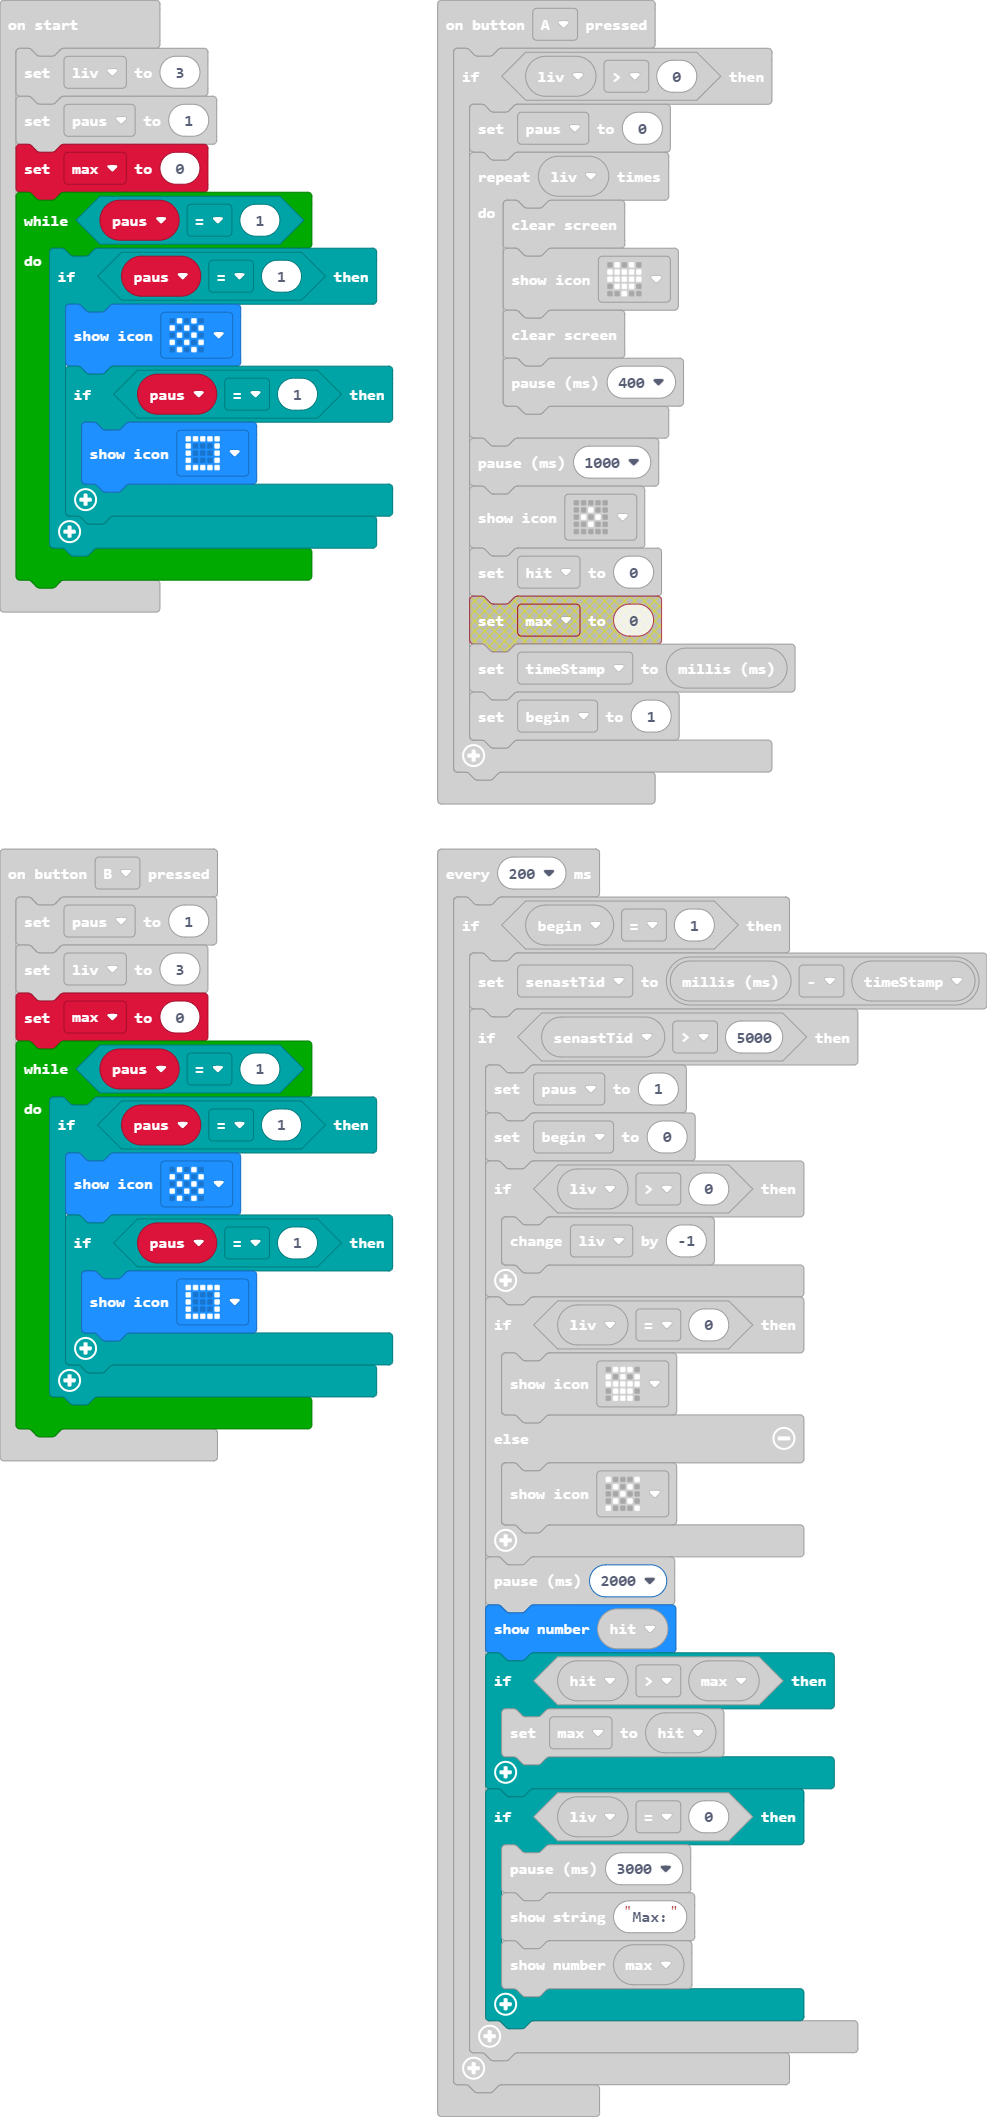 on start
set liv to 3
set paus to 1
set max to 0
while paus = 1
do
if paus = 1 then
show icon
if paus = 1 then
show icon
on button A pressed
if liv > 0 then
set paus to 0
repeat liv times
do
clear screen
show icon
clear screen
pause (ms) 400
pause (ms) 1000
show icon
set hit to 0
set max to 0
set timeStamp to millis (ms)
set begin to 1
on button B pressed
set paus to 1
set liv to 3
set max to 0
while paus = 1
do
if paus = 1 then
show icon
if paus = 1 then
show icon
every 200 ms
if begin = 1 then
set senastTid to millis (ms) - timeStamp
if senastTid > 5000 then
set paus to 1
set begin to 0
if liv > 0 then
change liv by -1
if liv = 0 then
show icon
else
show icon
pause (ms) 2000
show number hit
if hit > max then
set max to hit
if liv = 0 then
pause (ms) 3000
show string "Max:"
show number max